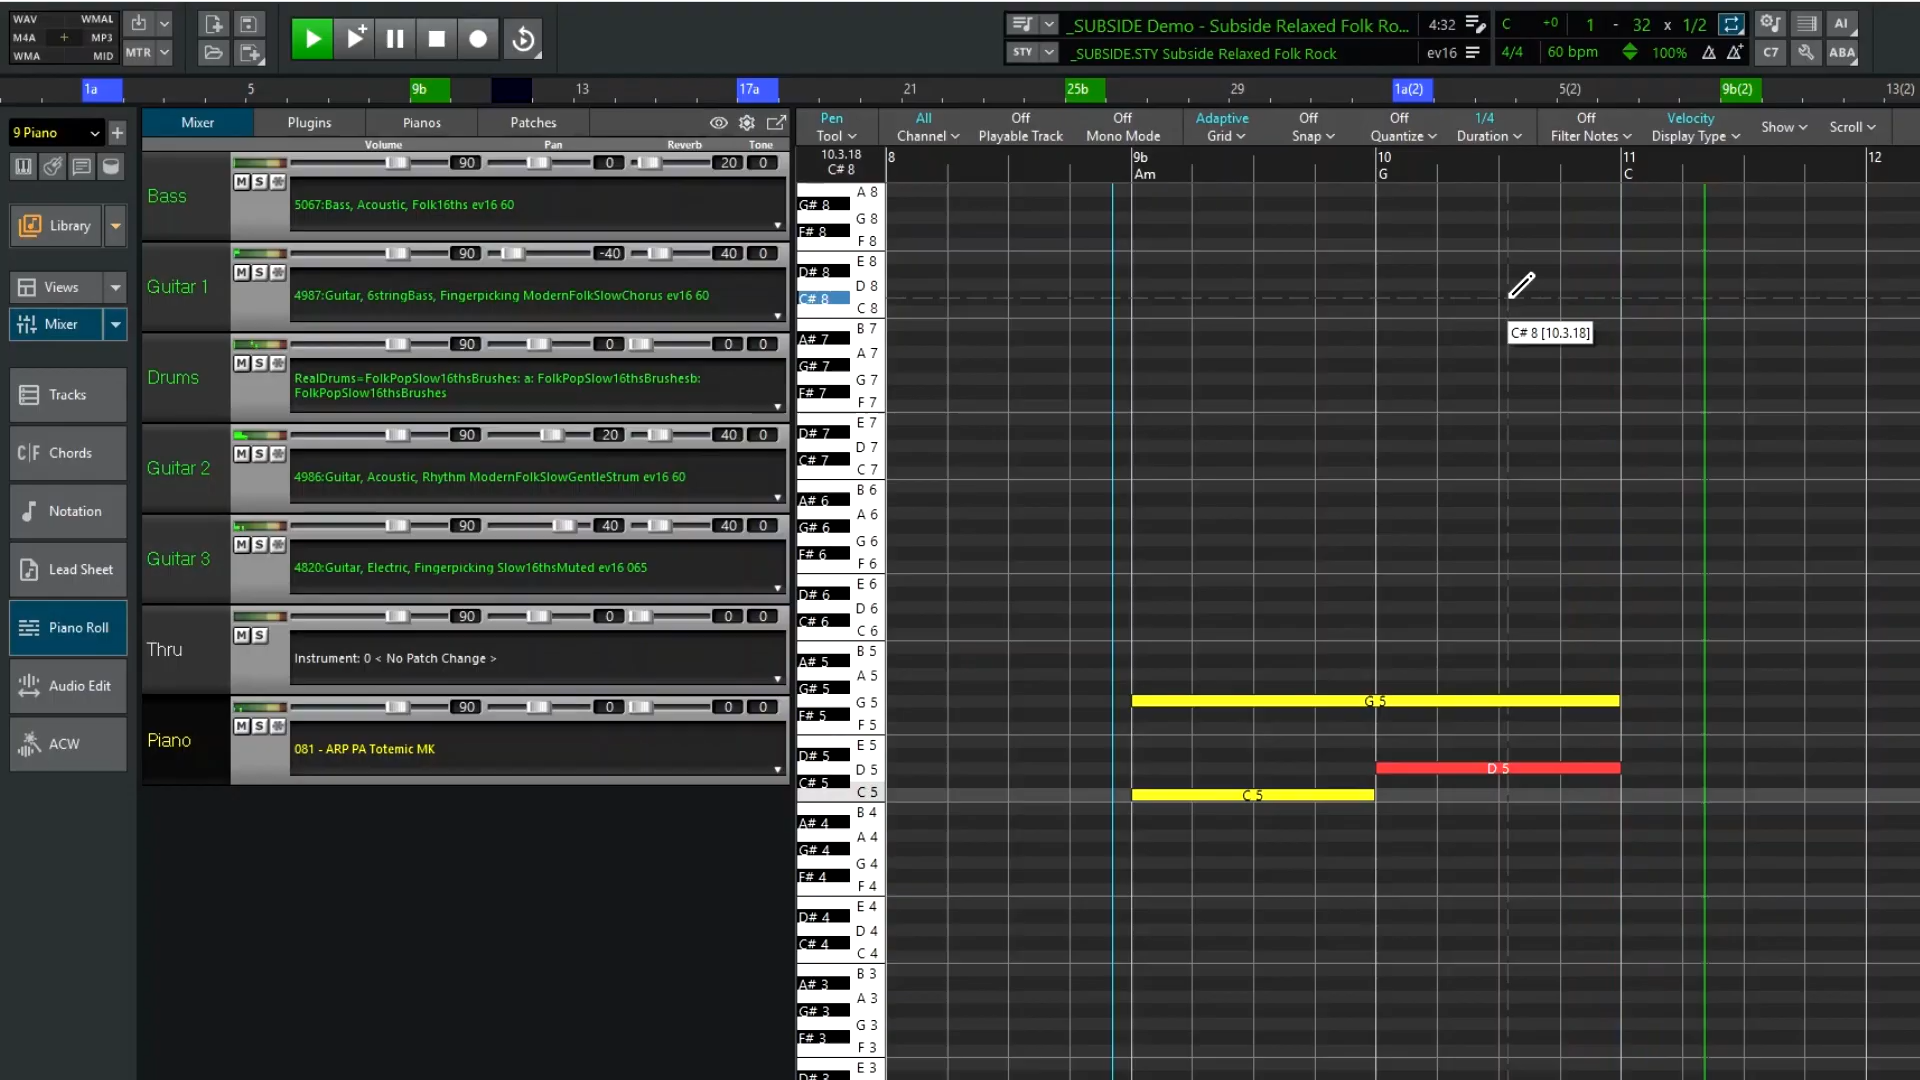 WAV WMAL
M4A + MP3
WMA MID
MTR
_SUBSIDE Demo - Subside Relaxed Folk Ro... 4:32
C +0 1 - 32 x 1/2
AI
STY _SUBSIDE.STY Subside Relaxed Folk Rock ev16
4/4 60 bpm 100%
C7 ABA
1a 5 9b 13 17a 21 25b 29 1a(2) 5(2) 9b(2) 13(2)
9 Piano
Library
Views
Mixer
Tracks
C|F Chords
Notation
Lead Sheet
Piano Roll
Audio Edit
ACW
Mixer Plugins Pianos Patches
Volume Pan Reverb Tone
Bass
90 0 20 0
M S
5067:Bass, Acoustic, Folk16ths ev16 60
Guitar 1
90 -40 40 0
M S
4987:Guitar, 6stringBass, Fingerpicking ModernFolkSlowChorus ev16 60
Drums
90 0 0 0
M S
RealDrums=FolkPopSlow16thsBrushes: a: FolkPopSlow16thsBrushesb:
FolkPopSlow16thsBrushes
Guitar 2
90 20 40 0
M S
4986:Guitar, Acoustic, Rhythm ModernFolkSlowGentleStrum ev16 60
Guitar 3
90 40 40 0
M S
4820:Guitar, Electric, Fingerpicking Slow16thsMuted ev16 065
Thru
90 0 0 0
M S
Instrument: 0 < No Patch Change >
Piano
90 0 0 0
M S
081 - ARP PA Totemic MK
Pen All Off Off Adaptive Off Off 1/4 Off Velocity
Tool Channel Playable Track Mono Mode Grid Snap Quantize Duration Filter Notes Display Type Show Scroll
10.3.18
C# 8
8 9b 10 11 12
Am G C
A 8
G# 8
G 8
F# 8
F 8
E 8
D# 8
D 8
C# 8
C 8
C# 8 [10.3.18]
B 7
A# 7
A 7
G# 7
G 7
F# 7
F 7
E 7
D# 7
D 7
C# 7
C 7
B 6
A# 6
A 6
G# 6
G 6
F# 6
F 6
E 6
D# 6
D 6
C# 6
C 6
B 5
A# 5
A 5
G# 5
G 5 G 5
F# 5
F 5
E 5
D# 5
D 5 D 5
C# 5
C 5 C 5
B 4
A# 4
A 4
G# 4
G 4
F# 4
F 4
E 4
D# 4
D 4
C# 4
C 4
B 3
A# 3
A 3
G# 3
G 3
F# 3
F 3
E 3
D# 3